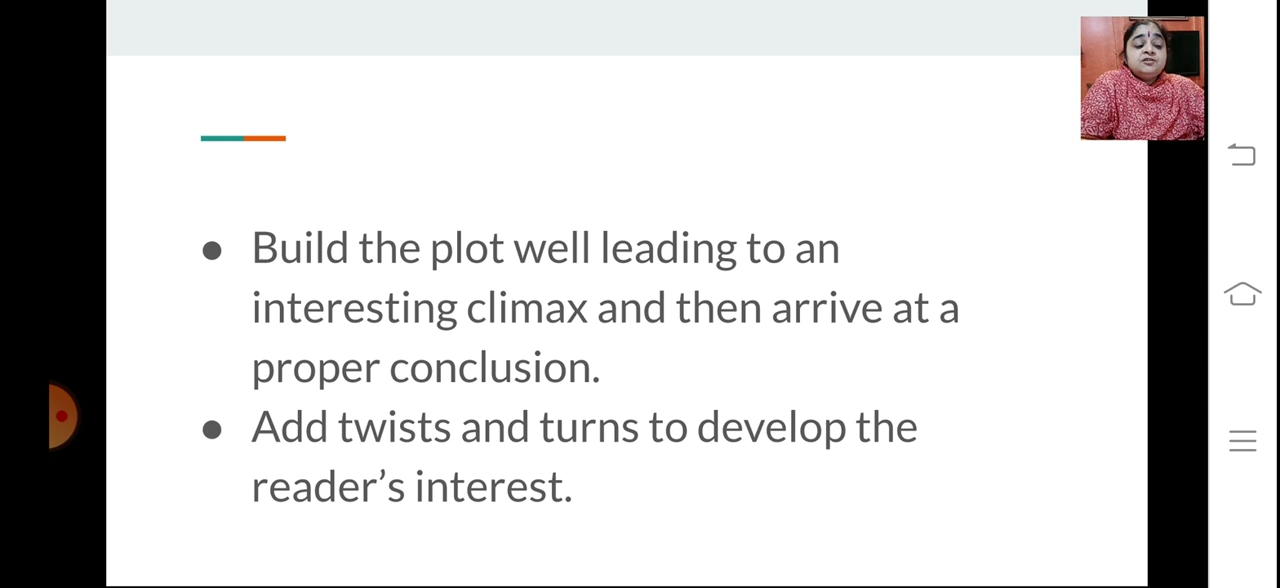 ● Build the plot well leading to an
interesting climax and then arrive at a
proper conclusion.
● Add twists and turns to develop the
reader’s interest.